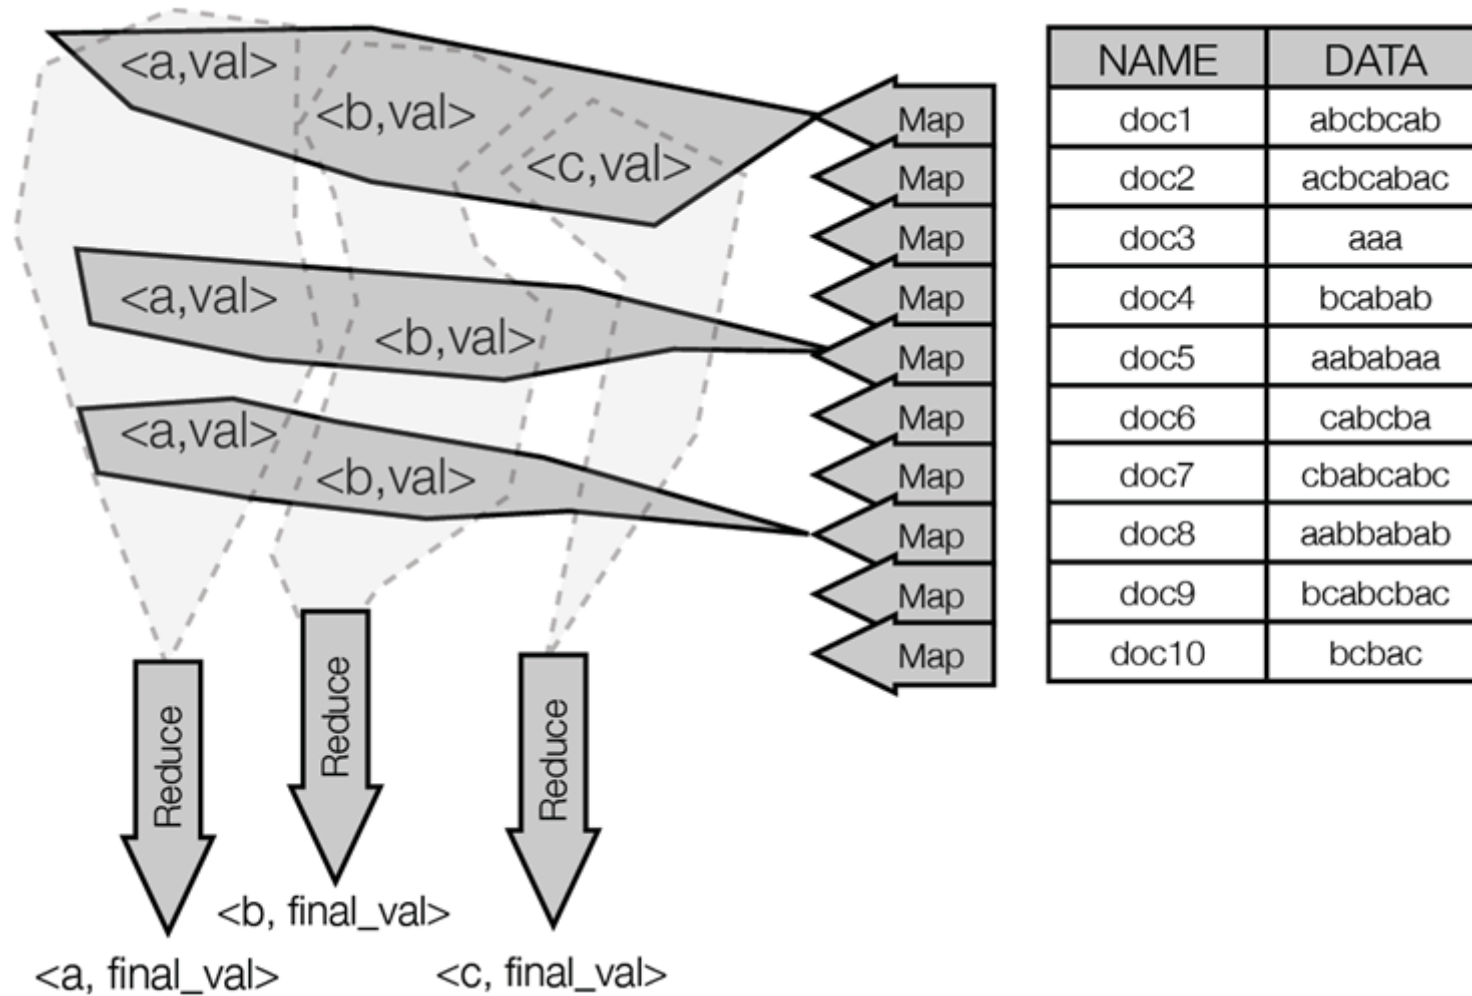 <a,val>
<b,val>
<c,val>
<a,val>
<b,val>
<a,val>
<b,val>
Map
Map
Map
Map
Map
Map
Map
Map
Map
Map
NAME DATA
doc1 abcbcab
doc2 acbcabac
doc3 aaa
doc4 bcabab
doc5 aababaa
doc6 cabcba
doc7 cbabcabc
doc8 aabbabab
doc9 bcabcbac
doc10 bcbac
Reduce
Reduce
Reduce
<b, final_val>
<a, final_val>
<c, final_val>